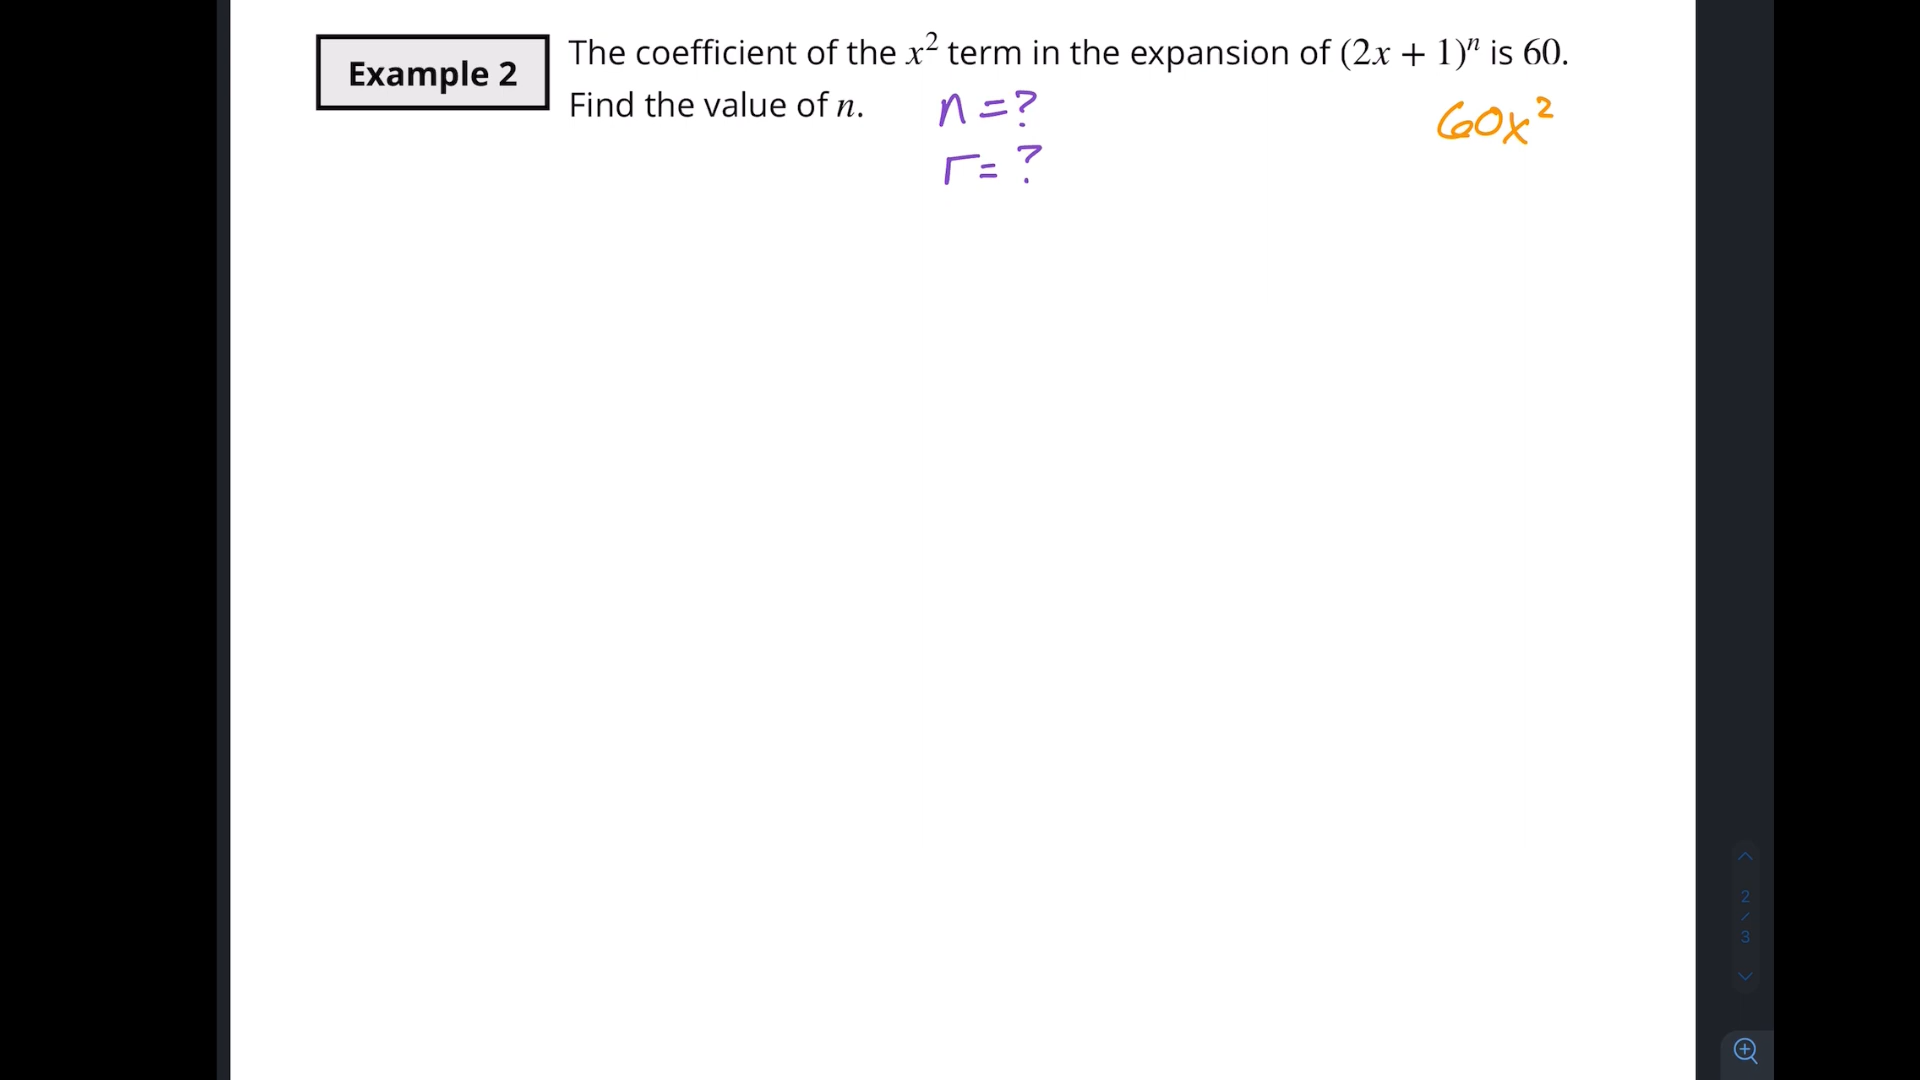 Example 2
The coefficient of the x² term in the expansion of (2x + 1)ⁿ is 60.
Find the value of n.
n = ?
60x²
r = ?
2
/
3